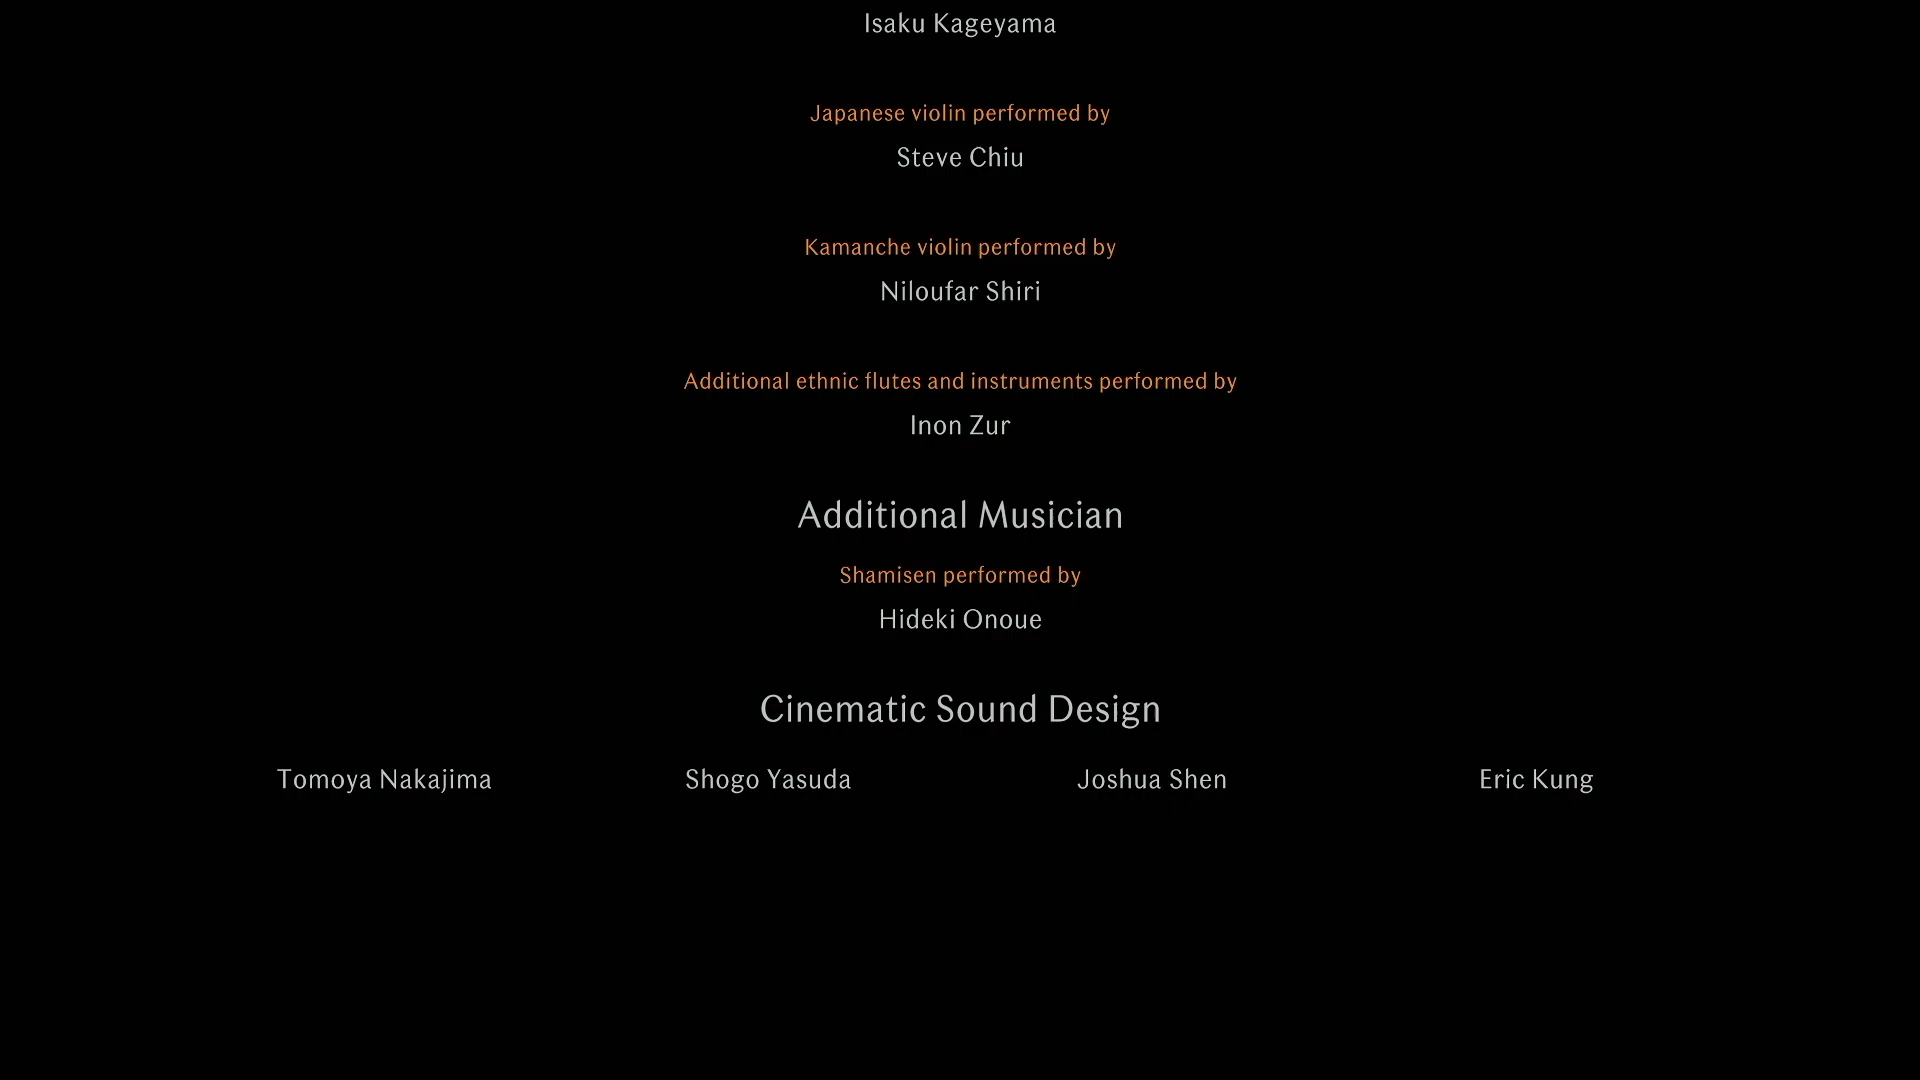 Isaku Kageyama
Japanese violin performed by
Steve Chiu
Kamanche violin performed by
Niloufar Shiri
Additional ethnic flutes and instruments performed by
Inon Zur
Additional Musician
Shamisen performed by
Hideki Onoue
Cinematic Sound Design
Tomoya Nakajima Shogo Yasuda Joshua Shen Eric Kung